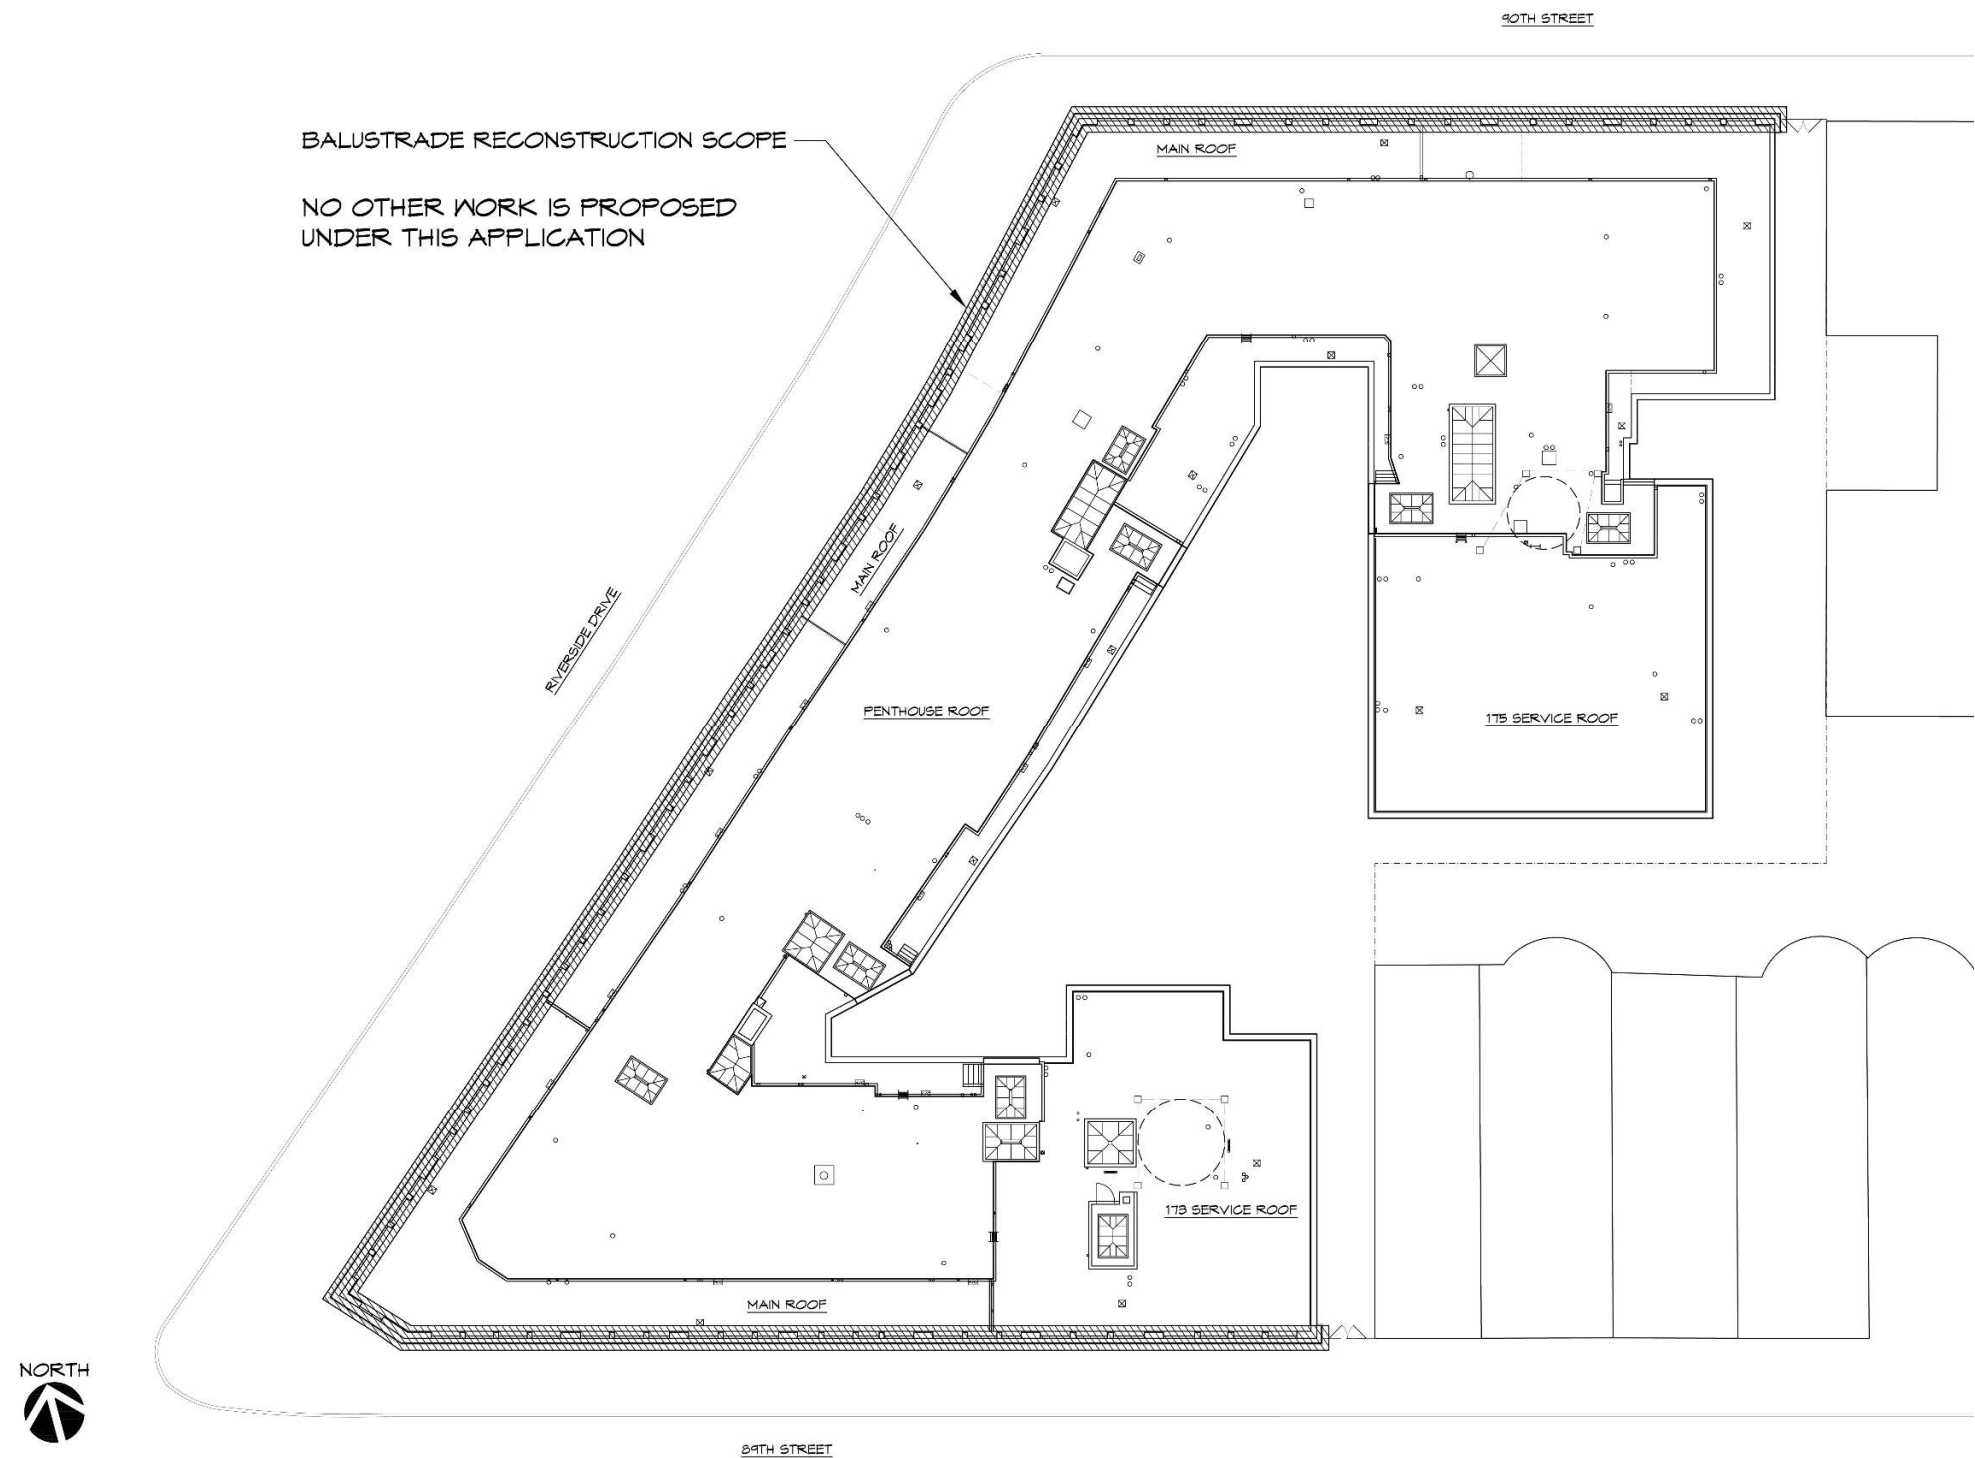 90TH STREET
BALUSTRADE RECONSTRUCTION SCOPE
NO OTHER WORK IS PROPOSED
UNDER THIS APPLICATION
MAIN ROOF
MAIN ROOF
RIVERSIDE DRIVE
PENTHOUSE ROOF
175 SERVICE ROOF
173 SERVICE ROOF
MAIN ROOF
NORTH
89TH STREET